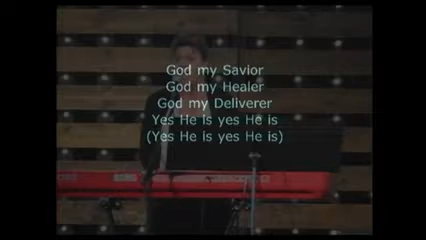 God my Savior
God my Healer
God my Deliverer
Yes He is yes He is
(Yes He is yes He is)